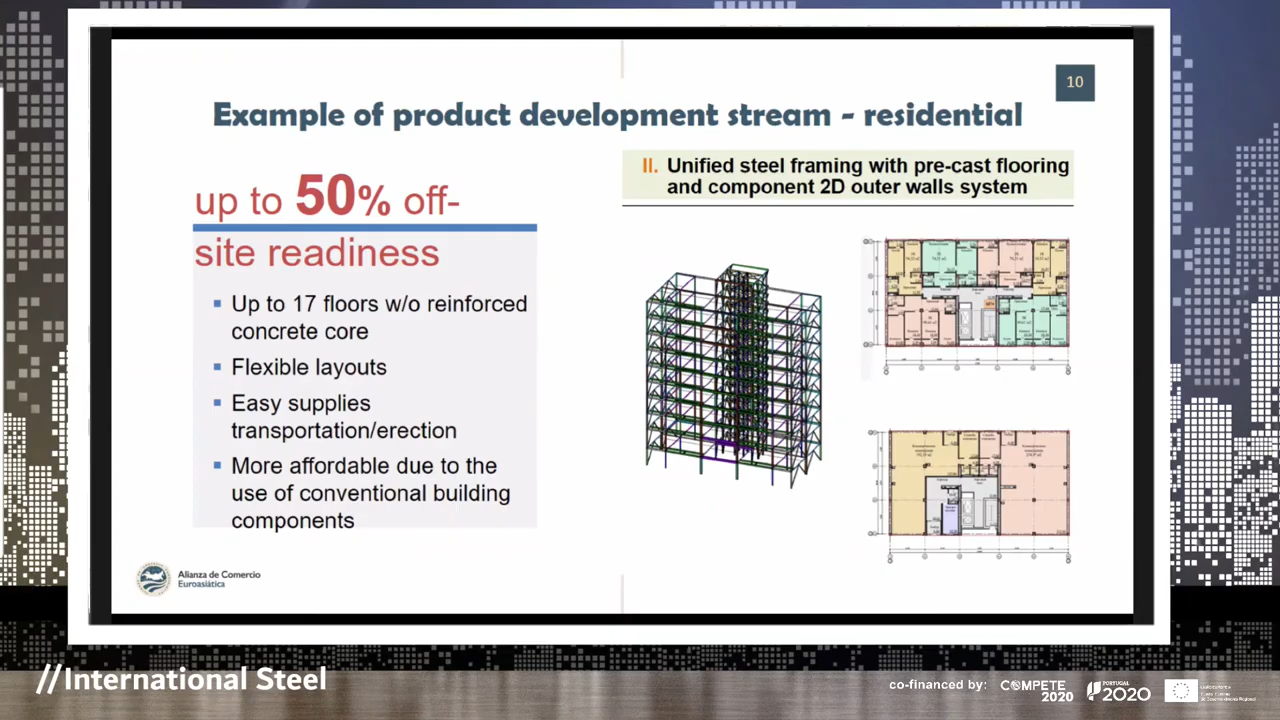 10
Example of product development stream - residential
up to 50% off-
site readiness
▪ Up to 17 floors w/o reinforced
concrete core
▪ Flexible layouts
▪ Easy supplies
transportation/erection
▪ More affordable due to the
use of conventional building
components
II. Unified steel framing with pre-cast flooring
and component 2D outer walls system
Alianza de Comercio
Euroasiática
//International Steel
co-financed by:
COMPETE
2020
PORTUGAL
2020